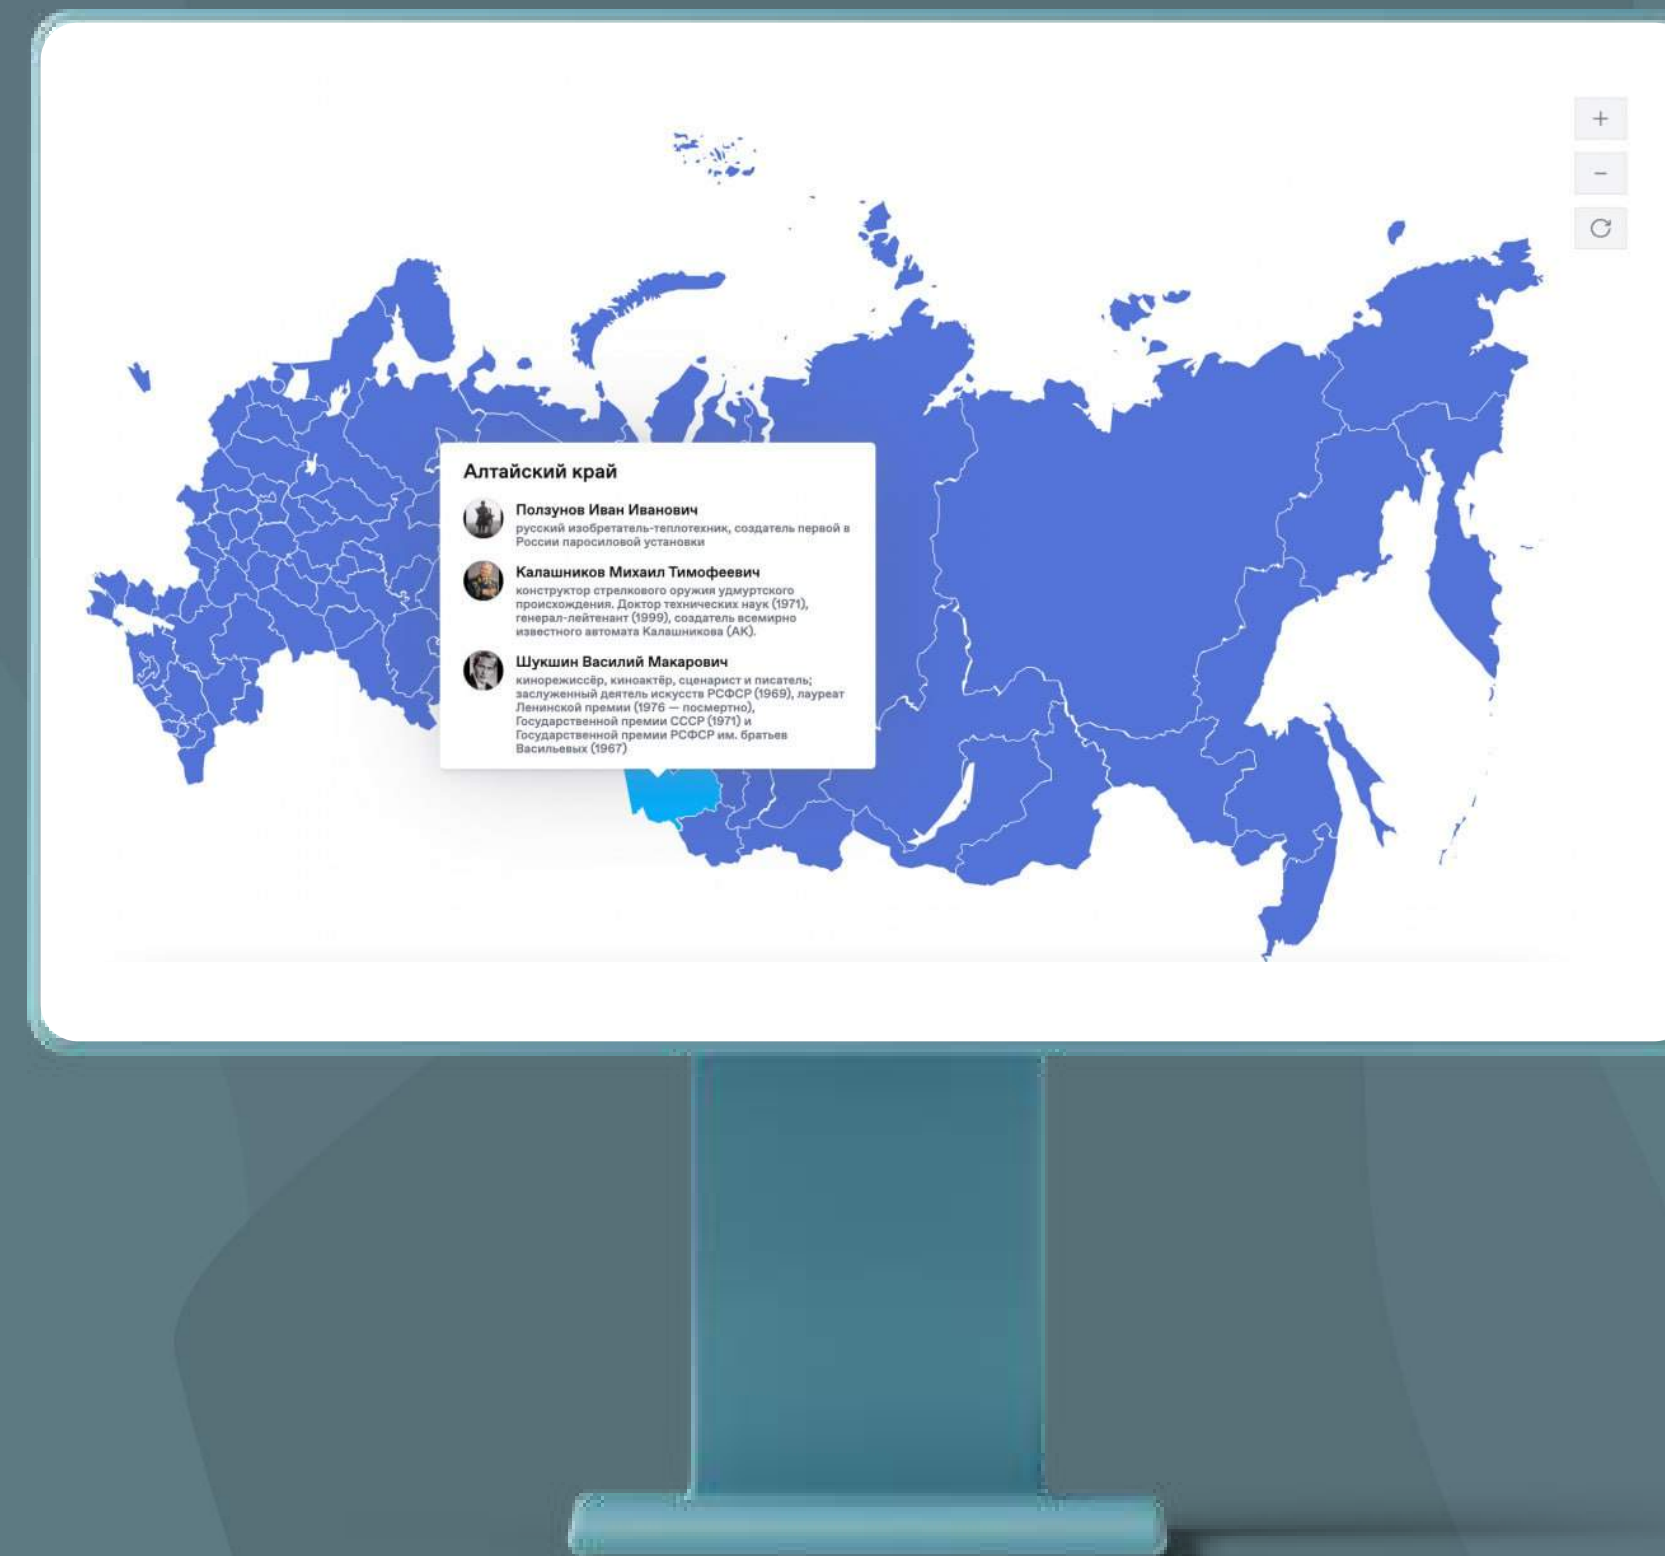 Алтайский край
Ползунов Иван Иванович
русский изобретатель-теплотехник, создатель первой в
России паросиловой установки
Калашников Михаил Тимофеевич
конструктор стрелкового оружия удмуртского
происхождения. Доктор технических наук (1971),
генерал-лейтенант (1999), создатель всемирно
известного автомата Калашникова (АК).
Шукшин Василий Макарович
кинорежиссёр, киноактёр, сценарист и писатель;
заслуженный деятель искусств РСФСР (1969), лауреат
Ленинской премии (1976 — посмертно),
Государственной премии СССР (1971) и
Государственной премии РСФСР им. братьев
Васильевых (1967)